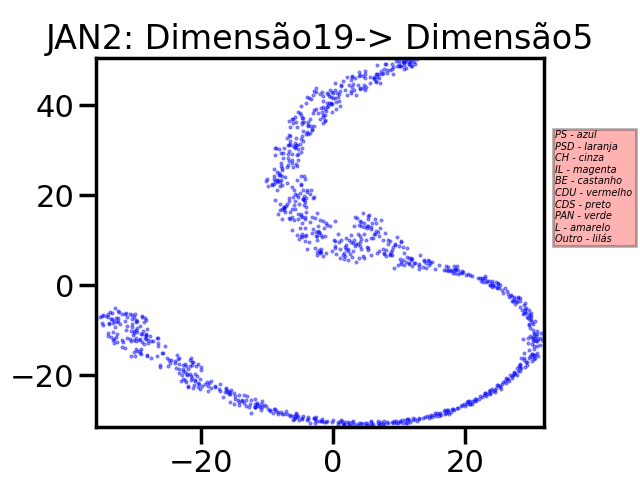 JAN2: Dimensão19-> Dimensão5
40
20
0
−20
−20
0
20
PS - azul
PSD - laranja
CH - cinza
IL - magenta
BE - castanho
CDU - vermelho
CDS - preto
PAN - verde
L - amarelo
Outro - lilás